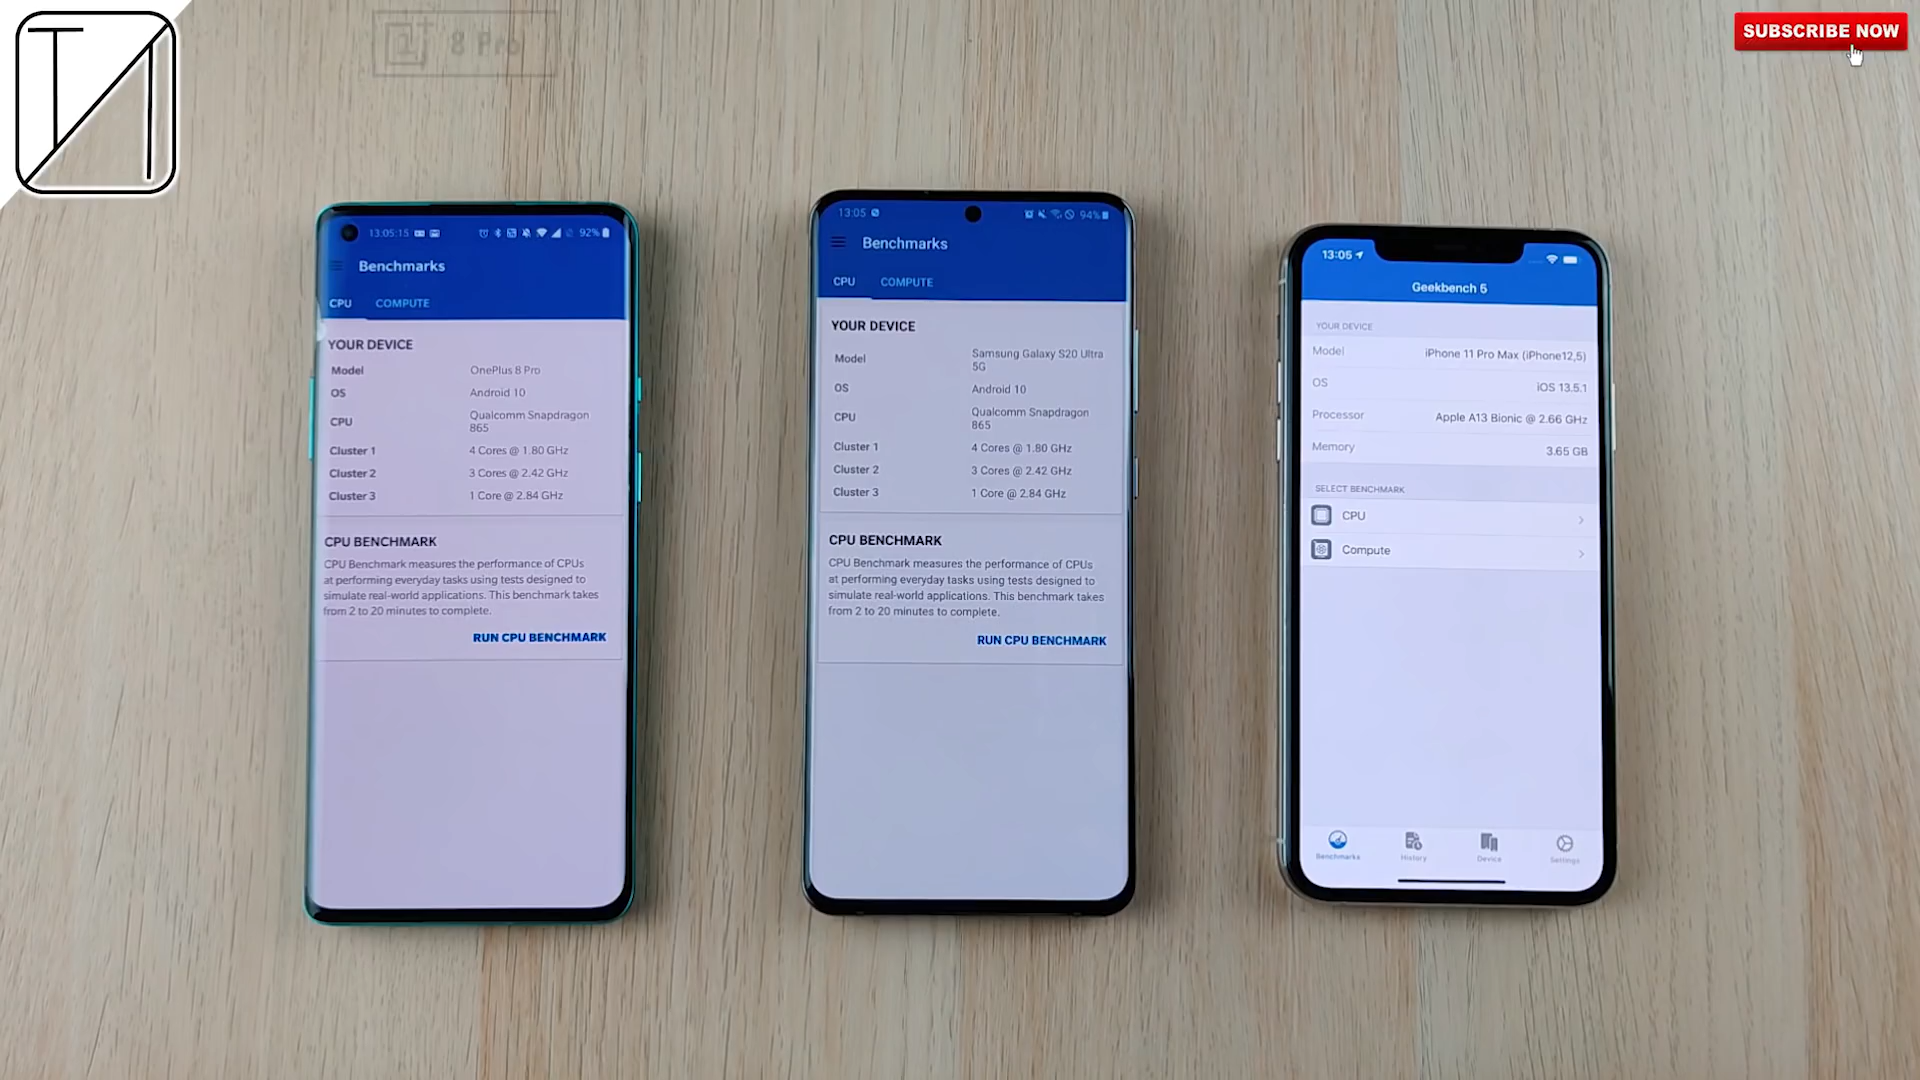 8 Pro
SUBSCRIBE NOW
13:05:15
92%
Benchmarks
CPU COMPUTE
YOUR DEVICE
Model OnePlus 8 Pro
OS Android 10
CPU Qualcomm Snapdragon
865
Cluster 1 4 Cores @ 1.80 GHz
Cluster 2 3 Cores @ 2.42 GHz
Cluster 3 1 Core @ 2.84 GHz
CPU BENCHMARK
CPU Benchmark measures the performance of CPUs
at performing everyday tasks using tests designed to
simulate real-world applications. This benchmark takes
from 2 to 20 minutes to complete.
RUN CPU BENCHMARK
13:05
94%
Benchmarks
CPU COMPUTE
YOUR DEVICE
Model Samsung Galaxy S20 Ultra
5G
OS Android 10
CPU Qualcomm Snapdragon
865
Cluster 1 4 Cores @ 1.80 GHz
Cluster 2 3 Cores @ 2.42 GHz
Cluster 3 1 Core @ 2.84 GHz
CPU BENCHMARK
CPU Benchmark measures the performance of CPUs
at performing everyday tasks using tests designed to
simulate real-world applications. This benchmark takes
from 2 to 20 minutes to complete.
RUN CPU BENCHMARK
13:05
Geekbench 5
YOUR DEVICE
Model iPhone 11 Pro Max (iPhone12,5)
OS iOS 13.5.1
Processor Apple A13 Bionic @ 2.66 GHz
Memory 3.65 GB
SELECT BENCHMARK
CPU
Compute
Benchmarks History Device Settings